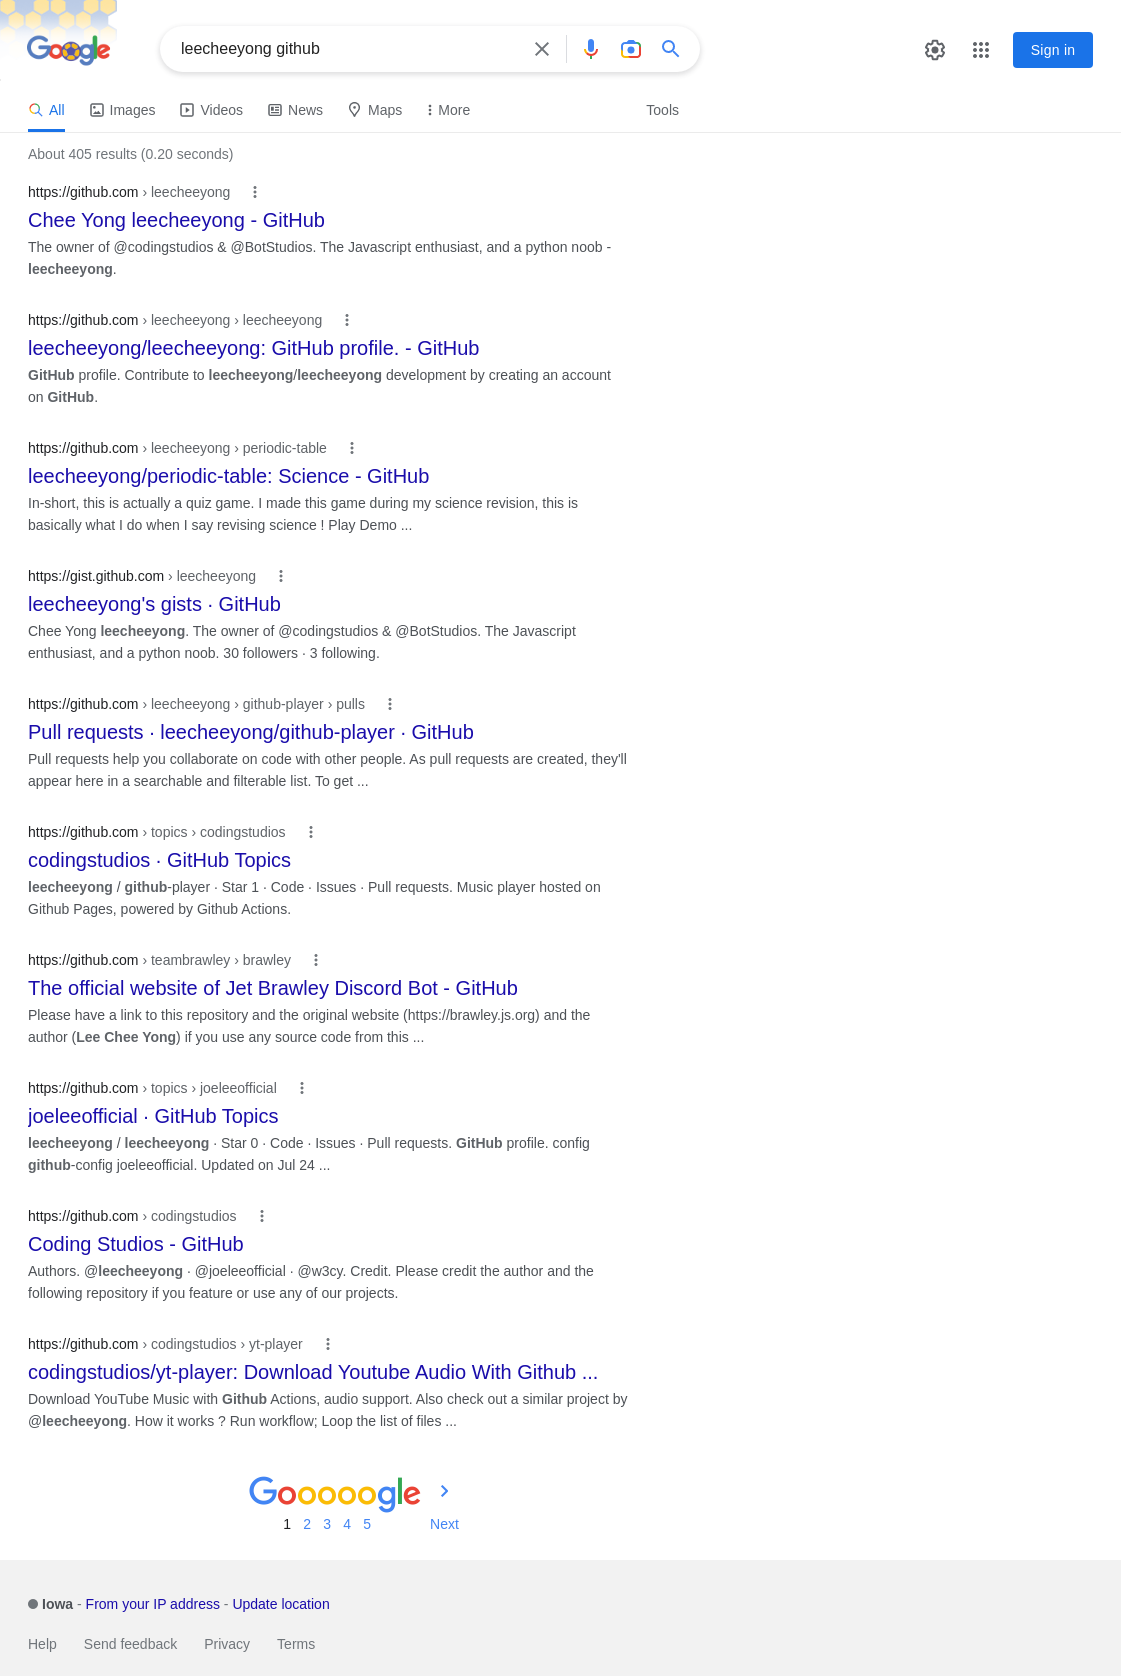 Google
leecheeyong github
Sign in
All Images Videos News Maps More Tools
About 405 results (0.20 seconds)
https://github.com › leecheeyong
Chee Yong leecheeyong - GitHub
The owner of @codingstudios & @BotStudios. The Javascript enthusiast, and a python noob -
leecheeyong.
https://github.com › leecheeyong › leecheeyong
leecheeyong/leecheeyong: GitHub profile. - GitHub
GitHub profile. Contribute to leecheeyong/leecheeyong development by creating an account
on GitHub.
https://github.com › leecheeyong › periodic-table
leecheeyong/periodic-table: Science - GitHub
In-short, this is actually a quiz game. I made this game during my science revision, this is
basically what I do when I say revising science ! Play Demo ...
https://gist.github.com › leecheeyong
leecheeyong's gists · GitHub
Chee Yong leecheeyong. The owner of @codingstudios & @BotStudios. The Javascript
enthusiast, and a python noob. 30 followers · 3 following.
https://github.com › leecheeyong › github-player › pulls
Pull requests · leecheeyong/github-player · GitHub
Pull requests help you collaborate on code with other people. As pull requests are created, they'll
appear here in a searchable and filterable list. To get ...
https://github.com › topics › codingstudios
codingstudios · GitHub Topics
leecheeyong / github-player · Star 1 · Code · Issues · Pull requests. Music player hosted on
Github Pages, powered by Github Actions.
https://github.com › teambrawley › brawley
The official website of Jet Brawley Discord Bot - GitHub
Please have a link to this repository and the original website (https://brawley.js.org) and the
author (Lee Chee Yong) if you use any source code from this ...
https://github.com › topics › joeleeofficial
joeleeofficial · GitHub Topics
leecheeyong / leecheeyong · Star 0 · Code · Issues · Pull requests. GitHub profile. config
github-config joeleeofficial. Updated on Jul 24 ...
https://github.com › codingstudios
Coding Studios - GitHub
Authors. @leecheeyong · @joeleeofficial · @w3cy. Credit. Please credit the author and the
following repository if you feature or use any of our projects.
https://github.com › codingstudios › yt-player
codingstudios/yt-player: Download Youtube Audio With Github ...
Download YouTube Music with Github Actions, audio support. Also check out a similar project by
@leecheeyong. How it works ? Run workflow; Loop the list of files ...
Gooooogle
1 2 3 4 5 Next
Iowa - From your IP address - Update location
Help Send feedback Privacy Terms